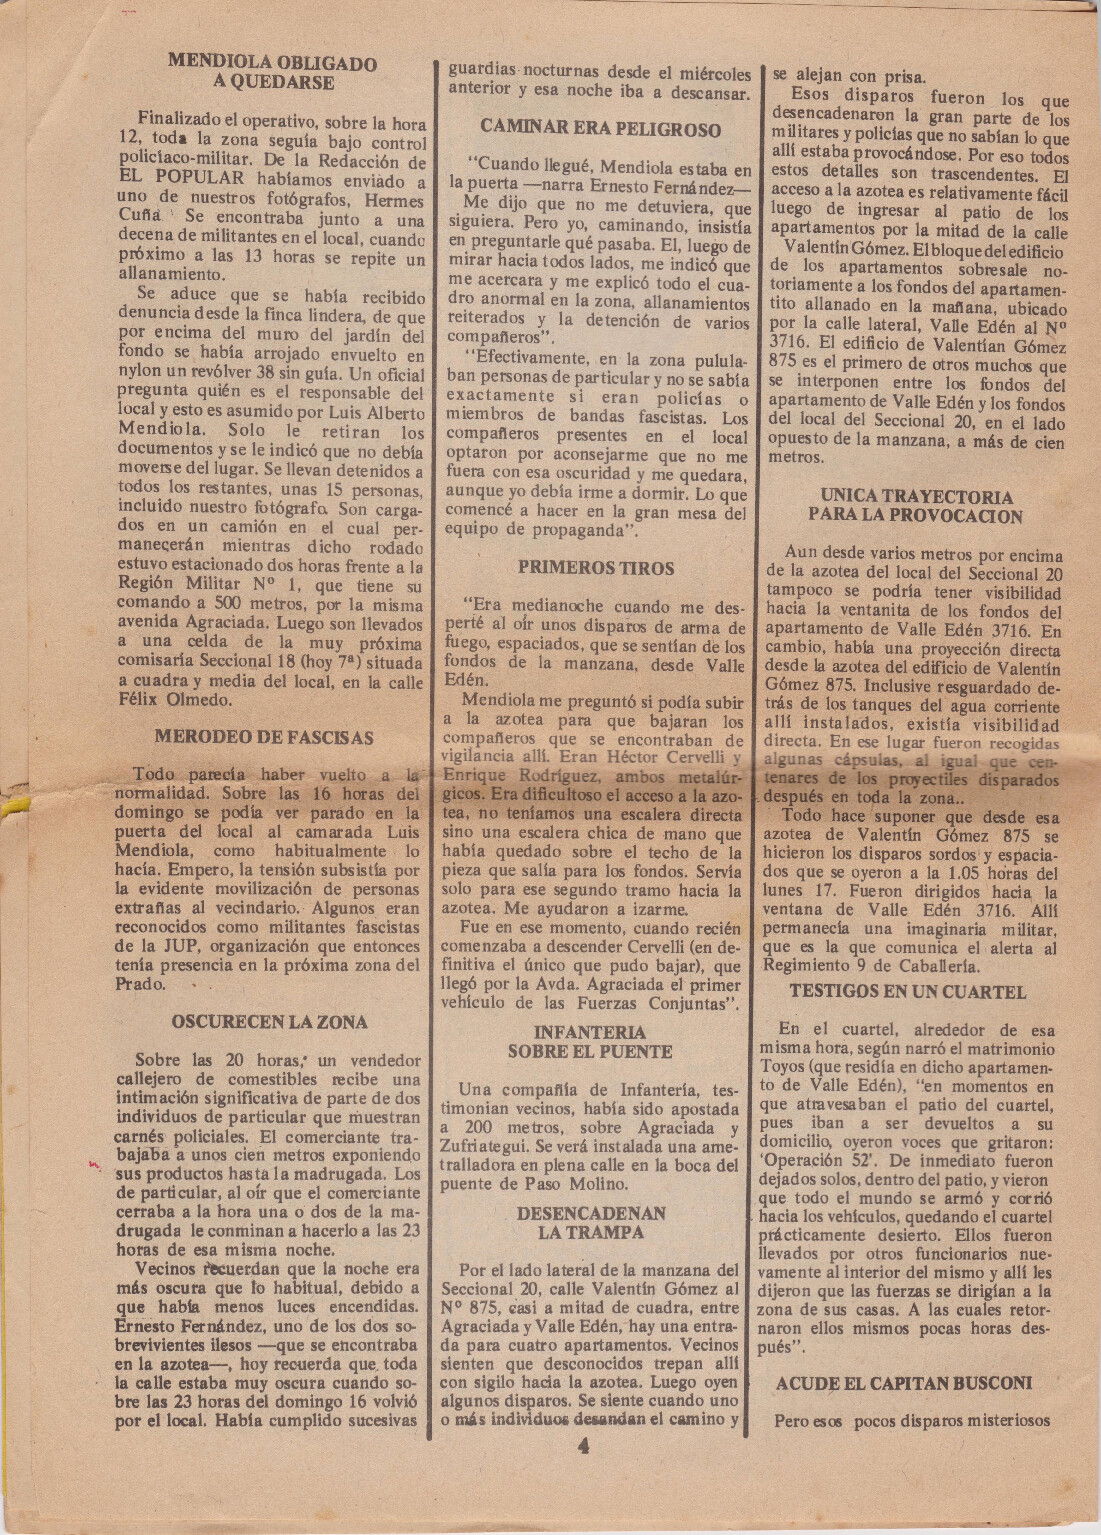 MENDIOLA OBLIGADO
A QUEDARSE
Finalizado el operativo, sobre la hora
12, toda la zona seguía bajo control
policíaco-militar. De la Redacción de
EL POPULAR habíamos enviado a
uno de nuestros fotógrafos, Hermes
Cuña. Se encontraba junto a una
decena de militantes en el local, cuando
próximo a las 13 horas se repite un
allanamiento.
Se aduce que se había recibido
denuncia desde la finca lindera, de que
por encima del muro del jardín del
fondo se había arrojado envuelto en
nylon un revólver 38 sin guía. Un oficial
pregunta quién es el responsable del
local y esto es asumido por Luis Alberto
Mendiola. Solo le retiran los
documentos y se le indicó que no debía
moverse del lugar. Se llevan detenidos a
todos los restantes, unas 15 personas,
incluido nuestro fotógrafo. Son carga-
dos en un camión en el cual per-
manecerán mientras dicho rodado
estuvo estacionado dos horas frente a la
Región Militar Nº 1, que tiene su
comando a 500 metros, por la misma
avenida Agraciada. Luego son llevados
a una celda de la muy próxima
comisaría Seccional 18 (hoy 7ª) situada
a cuadra y media del local, en la calle
Félix Olmedo.
MERODEO DE FASCISAS
Todo parecía haber vuelto a la
normalidad. Sobre las 16 horas del
domingo se podía ver parado en la
puerta del local al camarada Luis
Mendiola, como habitualmente lo
hacía. Empero, la tensión subsistía por
la evidente movilización de personas
extrañas al vecindario. Algunos eran
reconocidos como militantes fascistas
de la JUP, organización que entonces
tenía presencia en la próxima zona del
Prado.
OSCURECEN LA ZONA
Sobre las 20 horas, un vendedor
callejero de comestibles recibe una
intimación significativa de parte de dos
individuos de particular que muestran
carnés policiales. El comerciante tra-
bajaba a unos cien metros exponiendo
sus productos hasta la madrugada. Los
de particular, al oír que el comerciante
cerraba a la hora una o dos de la ma-
drugada le conminan a hacerlo a las 23
horas de esa misma noche.
Vecinos recuerdan que la noche era
más oscura que lo habitual, debido a
que había menos luces encendidas.
Ernesto Fernández, uno de los dos so-
brevivientes ilesos —que se encontraba
en la azotea—, hoy recuerda que toda
la calle estaba muy oscura cuando so-
bre las 23 horas del domingo 16 volvió
por el local. Había cumplido sucesivas
guardias nocturnas desde el miércoles
anterior y esa noche iba a descansar.
CAMINAR ERA PELIGROSO
"Cuando llegué, Mendiola estaba en
la puerta —narra Ernesto Fernández—
Me dijo que no me detuviera, que
siguiera. Pero yo, caminando, insistía
en preguntarle qué pasaba. El, luego de
mirar hacia todos lados, me indicó que
me acercara y me explicó todo el cua-
dro anormal en la zona, allanamientos
reiterados y la detención de varios
compañeros".
"Efectivamente, en la zona pulula-
ban personas de particular y no se sabía
exactamente si eran policías o
miembros de bandas fascistas. Los
compañeros presentes en el local
optaron por aconsejarme que no me
fuera con esa oscuridad y me quedara,
aunque yo debía irme a dormir. Lo que
comencé a hacer en la gran mesa del
equipo de propaganda".
PRIMEROS TIROS
"Era medianoche cuando me des-
perté al oír unos disparos de arma de
fuego, espaciados, que se sentían de los
fondos de la manzana, desde Valle
Edén.
Mendiola me preguntó si podía subir
a la azotea para que bajaran los
compañeros que se encontraban de
vigilancia allí. Eran Héctor Cervelli y
Enrique Rodríguez, ambos metalúr-
gicos. Era dificultoso el acceso a la azo-
tea, no teníamos una escalera directa
sino una escalera chica de mano que
había quedado sobre el techo de la
pieza que salía para los fondos. Servía
solo para ese segundo tramo hacia la
azotea. Me ayudaron a izarme.
Fue en ese momento, cuando recién
comenzaba a descender Cervelli (en de-
finitiva el único que pudo bajar), que
llegó por la Avda. Agraciada el primer
vehículo de las Fuerzas Conjuntas".
INFANTERIA
SOBRE EL PUENTE
Una compañía de Infantería, tes-
timonian vecinos, había sido apostada
a 200 metros, sobre Agraciada y
Zufriategui. Se verá instalada una ame-
tralladora en plena calle en la boca del
puente de Paso Molino.
DESENCADENAN
LA TRAMPA
Por el lado lateral de la manzana del
Seccional 20, calle Valentín Gómez al
Nº 875, casi a mitad de cuadra, entre
Agraciada y Valle Edén, hay una entra-
da para cuatro apartamentos. Vecinos
sienten que desconocidos trepan allí
con sigilo hacia la azotea. Luego oyen
algunos disparos. Se siente cuando uno
o más individuos desandan el camino y
se alejan con prisa.
Esos disparos fueron los que
desencadenaron la gran parte de los
militares y policías que no sabían lo que
allí estaba provocándose. Por eso todos
estos detalles son trascendentes. El
acceso a la azotea es relativamente fácil
luego de ingresar al patio de los
apartamentos por la mitad de la calle
Valentín Gómez. El bloque del edificio
de los apartamentos sobresale no-
toriamente a los fondos del apartamen-
tito allanado en la mañana, ubicado
por la calle lateral, Valle Edén al Nº
3716. El edificio de Valentían Gómez
875 es el primero de otros muchos que
se interponen entre los fondos del
apartamento de Valle Edén y los fondos
del local del Seccional 20, en el lado
opuesto de la manzana, a más de cien
metros.
UNICA TRAYECTORIA
PARA LA PROVOCACION
Aun desde varios metros por encima
de la azotea del local del Seccional 20
tampoco se podría tener visibilidad
hacia la ventanita de los fondos del
apartamento de Valle Edén 3716. En
cambio, había una proyección directa
desde la azotea del edificio de Valentín
Gómez 875. Inclusive resguardado de-
trás de los tanques del agua corriente
allí instalados, existía visibilidad
directa. En ese lugar fueron recogidas
algunas cápsulas, al igual que cen-
tenares de los proyectiles disparados
después en toda la zona..
Todo hace suponer que desde esa
azotea de Valentín Gómez 875 se
hicieron los disparos sordos y espacia-
dos que se oyeron a la 1.05 horas del
lunes 17. Fueron dirigidos hacia la
ventana de Valle Edén 3716. Allí
permanecía una imaginaria militar,
que es la que comunica el alerta al
Regimiento 9 de Caballería.
TESTIGOS EN UN CUARTEL
En el cuartel, alrededor de esa
misma hora, según narró el matrimonio
Toyos (que residía en dicho apartamen-
to de Valle Edén), "en momentos en
que atravesaban el patio del cuartel,
pues iban a ser devueltos a su
domicilio, oyeron voces que gritaron:
'Operación 52'. De inmediato fueron
dejados solos, dentro del patio, y vieron
que todo el mundo se armó y corrió
hacia los vehículos, quedando el cuartel
prácticamente desierto. Ellos fueron
llevados por otros funcionarios nue-
vamente al interior del mismo y allí les
dijeron que las fuerzas se dirigían a la
zona de sus casas. A las cuales retor-
naron ellos mismos pocas horas des-
pués".
ACUDE EL CAPITAN BUSCONI
Pero esos pocos disparos misteriosos
4